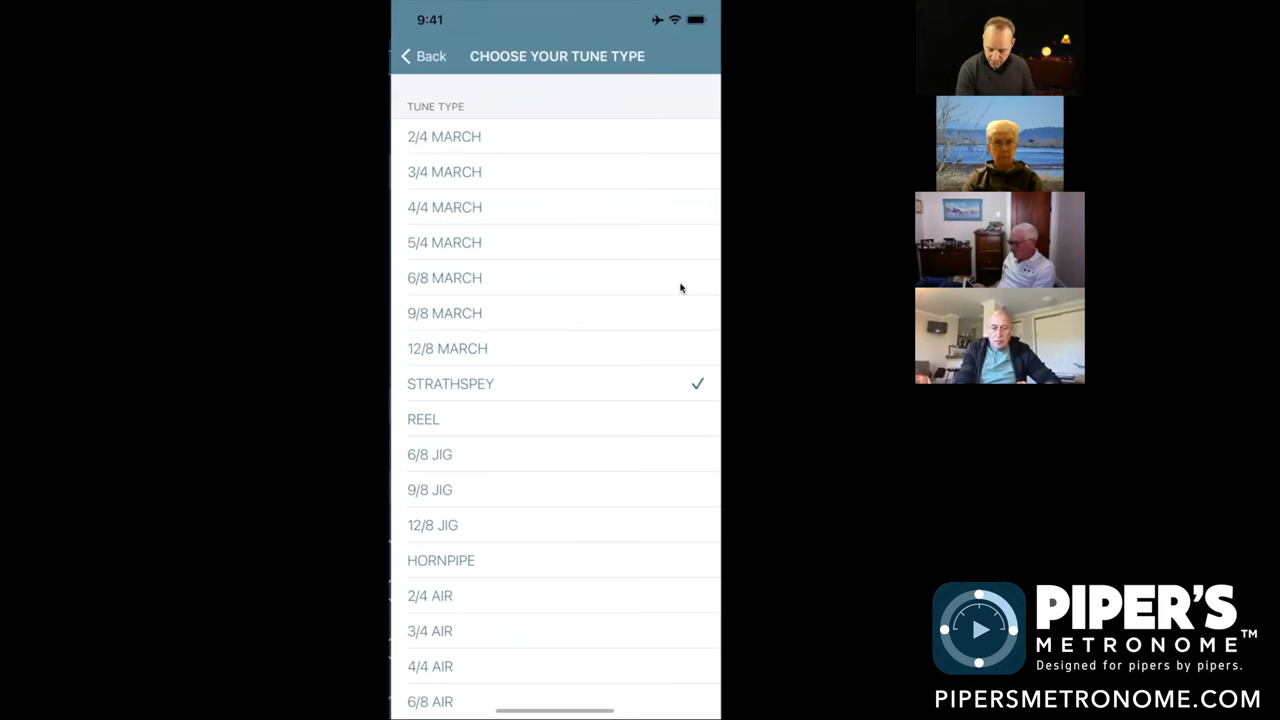 9:41
Back
CHOOSE YOUR TUNE TYPE
TUNE TYPE
2/4 MARCH
3/4 MARCH
4/4 MARCH
5/4 MARCH
6/8 MARCH
9/8 MARCH
12/8 MARCH
STRATHSPEY
REEL
6/8 JIG
9/8 JIG
12/8 JIG
HORNPIPE
2/4 AIR
3/4 AIR
4/4 AIR
6/8 AIR
PIPER'S
METRONOME™
Designed for pipers by pipers.
PIPERSMETRONOME.COM